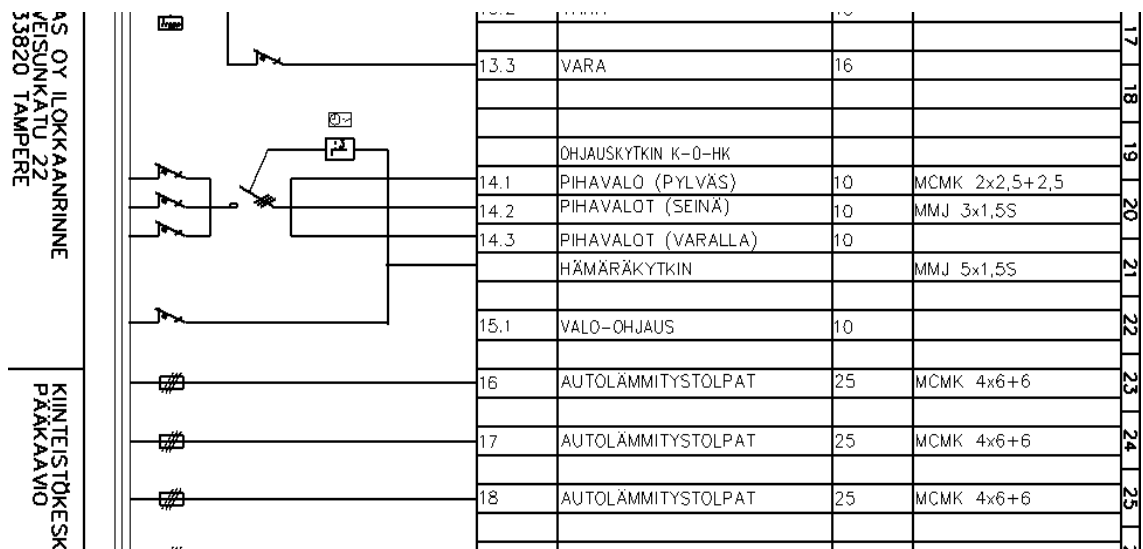 AS OY ILOKKAANRINNE
VEISUNKATU 22
33820 TAMPERE
KIINTEISTÖKESK
PÄÄKAAVIO
13.3 VARA 16
OHJAUSKYTKIN K-0-HK
14.1 PIHAVALO (PYLVÄS) 10 MCMK 2x2,5+2,5
14.2 PIHAVALOT (SEINÄ) 10 MMJ 3x1,5S
14.3 PIHAVALOT (VARALLA) 10
HÄMÄRÄKYTKIN MMJ 5x1,5S
15.1 VALO-OHJAUS 10
16 AUTOLÄMMITYSTOLPAT 25 MCMK 4x6+6
17 AUTOLÄMMITYSTOLPAT 25 MCMK 4x6+6
18 AUTOLÄMMITYSTOLPAT 25 MCMK 4x6+6
17
18
19
20
21
22
23
24
25